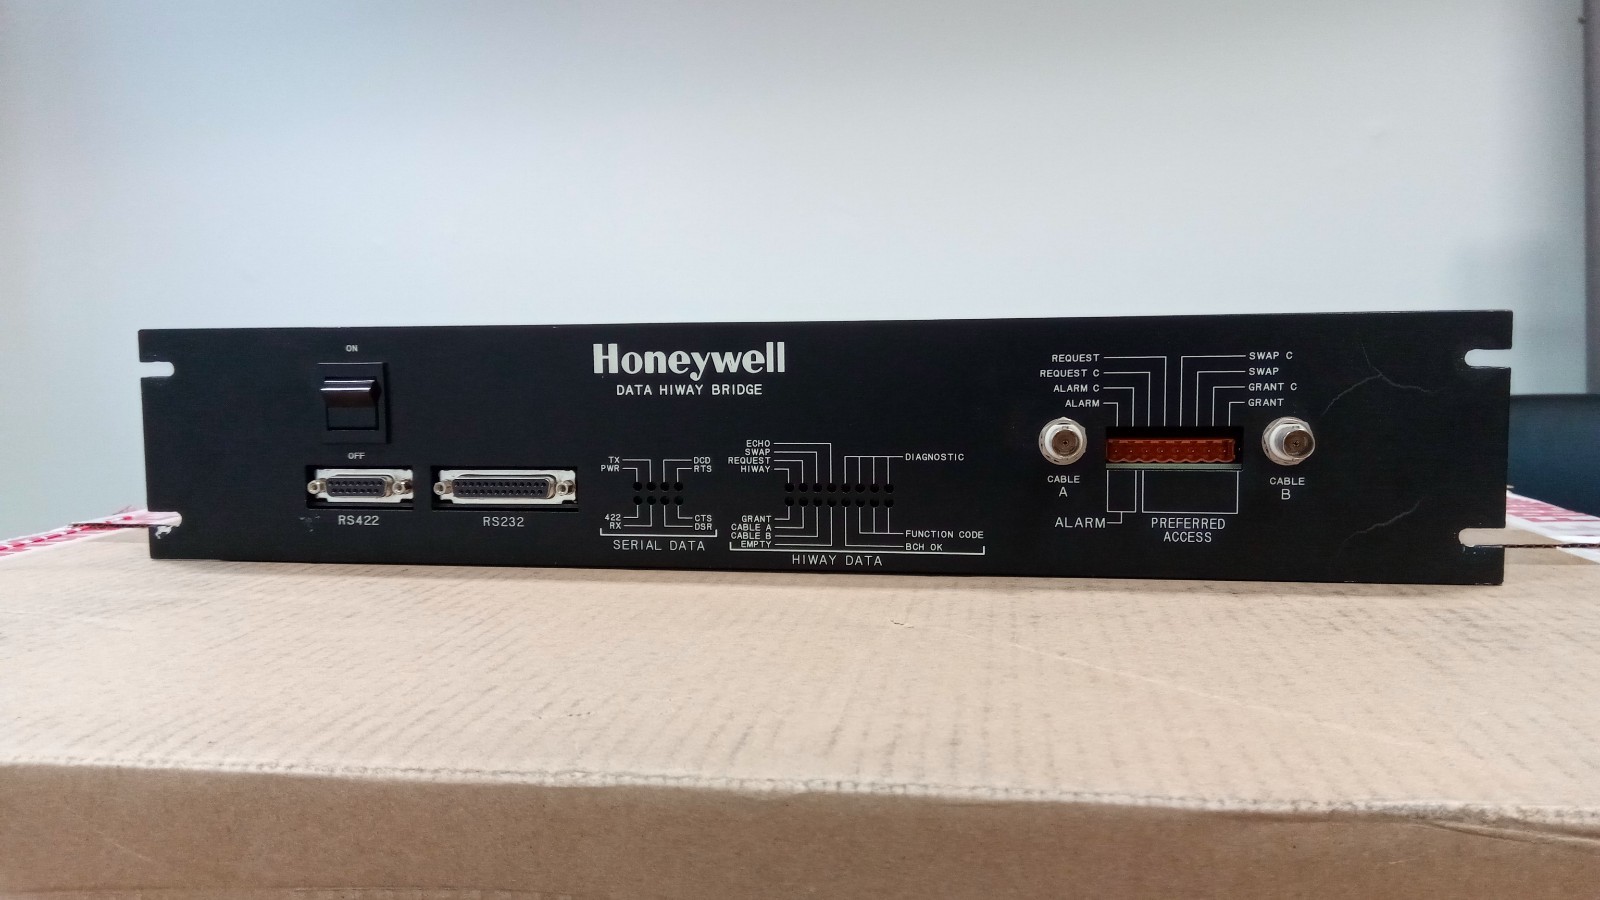 ON
OFF
RS422
RS232
Honeywell
DATA HIWAY BRIDGE
TX
PWR
DCD
RTS
422
RX
CTS
DSR
SERIAL DATA
ECHO
SWAP
REQUEST
HIWAY
DIAGNOSTIC
GRANT
CABLE A
CABLE B
EMPTY
FUNCTION CODE
BCH OK
HIWAY DATA
REQUEST
REQUEST C
ALARM C
ALARM
SWAP C
SWAP
GRANT C
GRANT
CABLE
A
CABLE
B
ALARM
PREFERRED
ACCESS